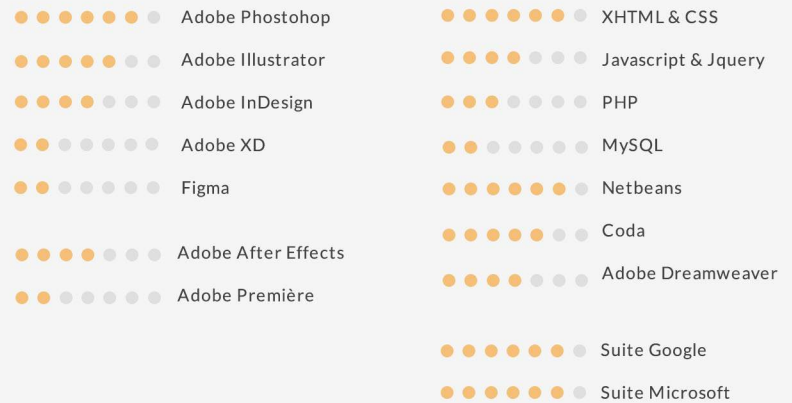 Adobe Phostohop
Adobe Illustrator
Adobe InDesign
Adobe XD
Figma
Adobe After Effects
Adobe Première
XHTML & CSS
Javascript & Jquery
PHP
MySQL
Netbeans
Coda
Adobe Dreamweaver
Suite Google
Suite Microsoft